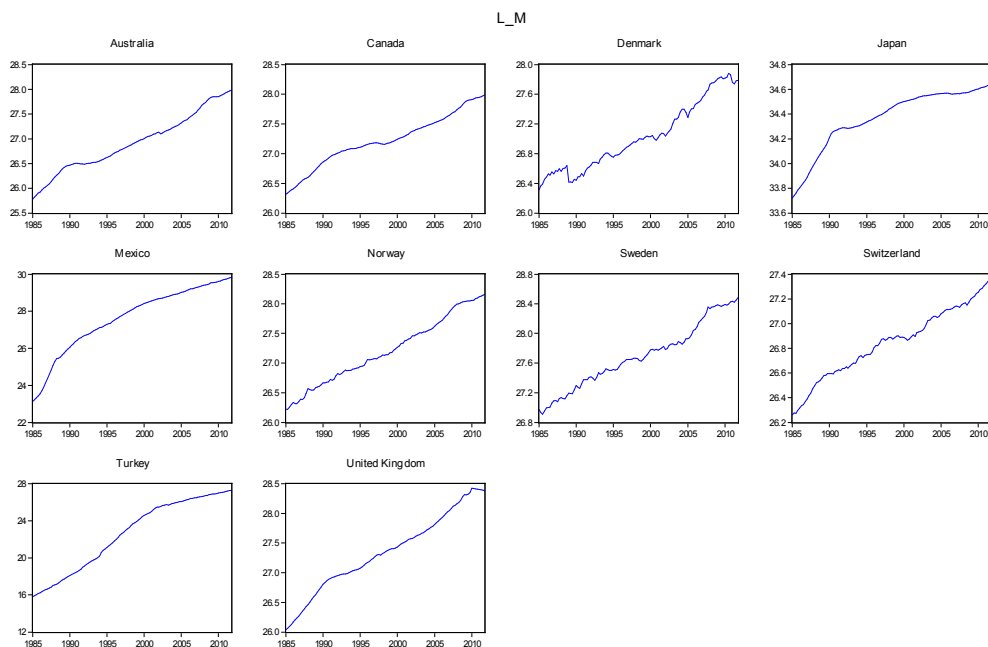 L_M
Australia
28.5
28.0
27.5
27.0
26.5
26.0
25.5
1985 1990 1995 2000 2005 2010
Canada
28.5
28.0
27.5
27.0
26.5
26.0
1985 1990 1995 2000 2005 2010
Denmark
28.0
27.6
27.2
26.8
26.4
26.0
1985 1990 1995 2000 2005 2010
Japan
34.8
34.6
34.4
34.2
34.0
33.8
33.6
1985 1990 1995 2000 2005 2010
Mexico
30
28
26
24
22
1985 1990 1995 2000 2005 2010
Norway
28.5
28.0
27.5
27.0
26.5
26.0
1985 1990 1995 2000 2005 2010
Sweden
28.8
28.4
28.0
27.6
27.2
26.8
1985 1990 1995 2000 2005 2010
Switzerland
27.4
27.2
27.0
26.8
26.6
26.4
26.2
1985 1990 1995 2000 2005 2010
Turkey
28
24
20
16
12
1985 1990 1995 2000 2005 2010
United Kingdom
28.5
28.0
27.5
27.0
26.5
26.0
1985 1990 1995 2000 2005 2010